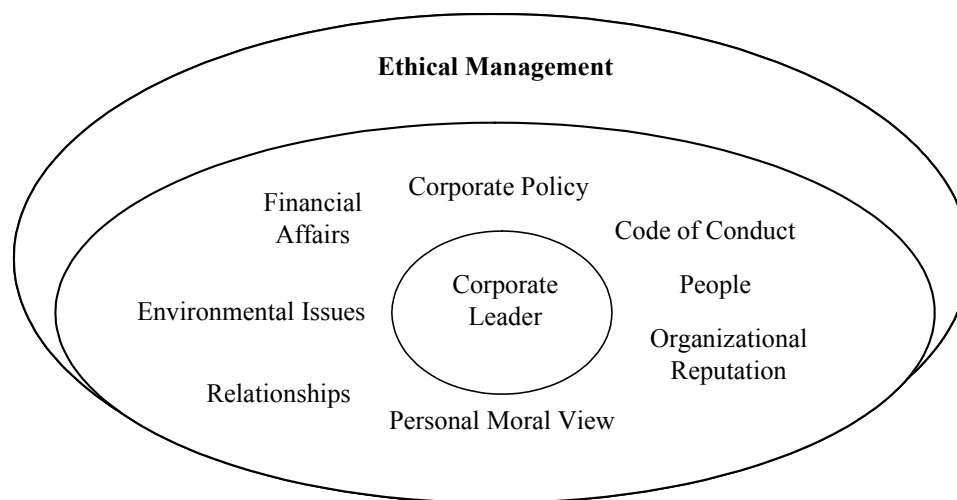 Ethical Management
Corporate Policy
Financial
Affairs
Code of Conduct
Corporate
Leader
People
Environmental Issues
Organizational
Reputation
Relationships
Personal Moral View